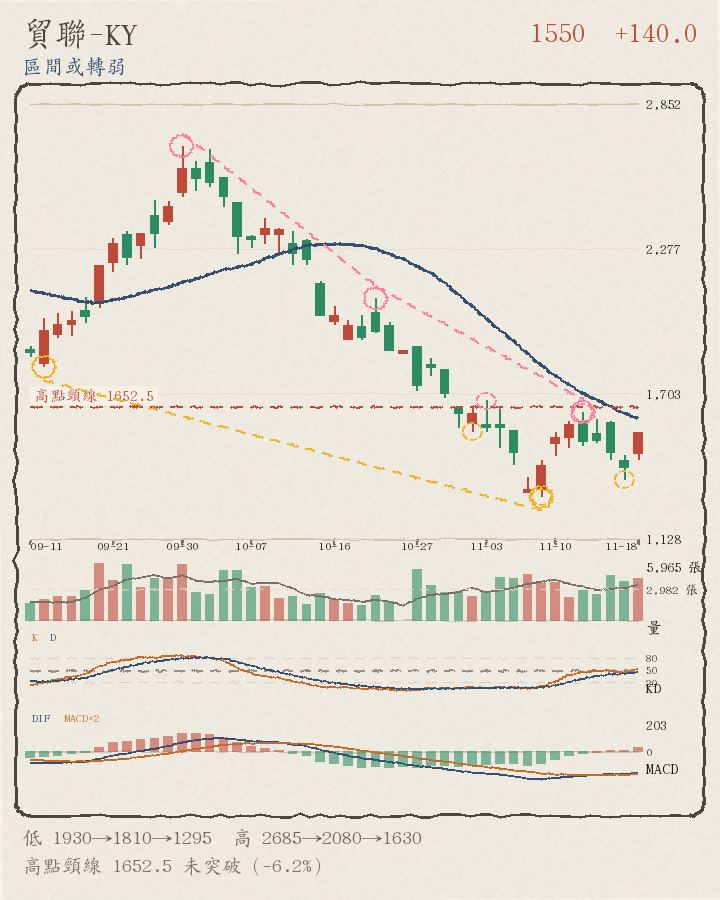 貿聯-KY
1550 +140.0
區間或轉弱
2,852
2,277
高點頸線 1652.5
1,703
1,128
09-11 09-21 09-30 10-07 10-16 10-27 11-03 11-10 11-18
5,965 張
2,982 張
量
K D
80
50
20
KD
DIF MACD×2
203
0
MACD
低 1930→1810→1295 高 2685→2080→1630
高點頸線 1652.5 未突破 (-6.2%)